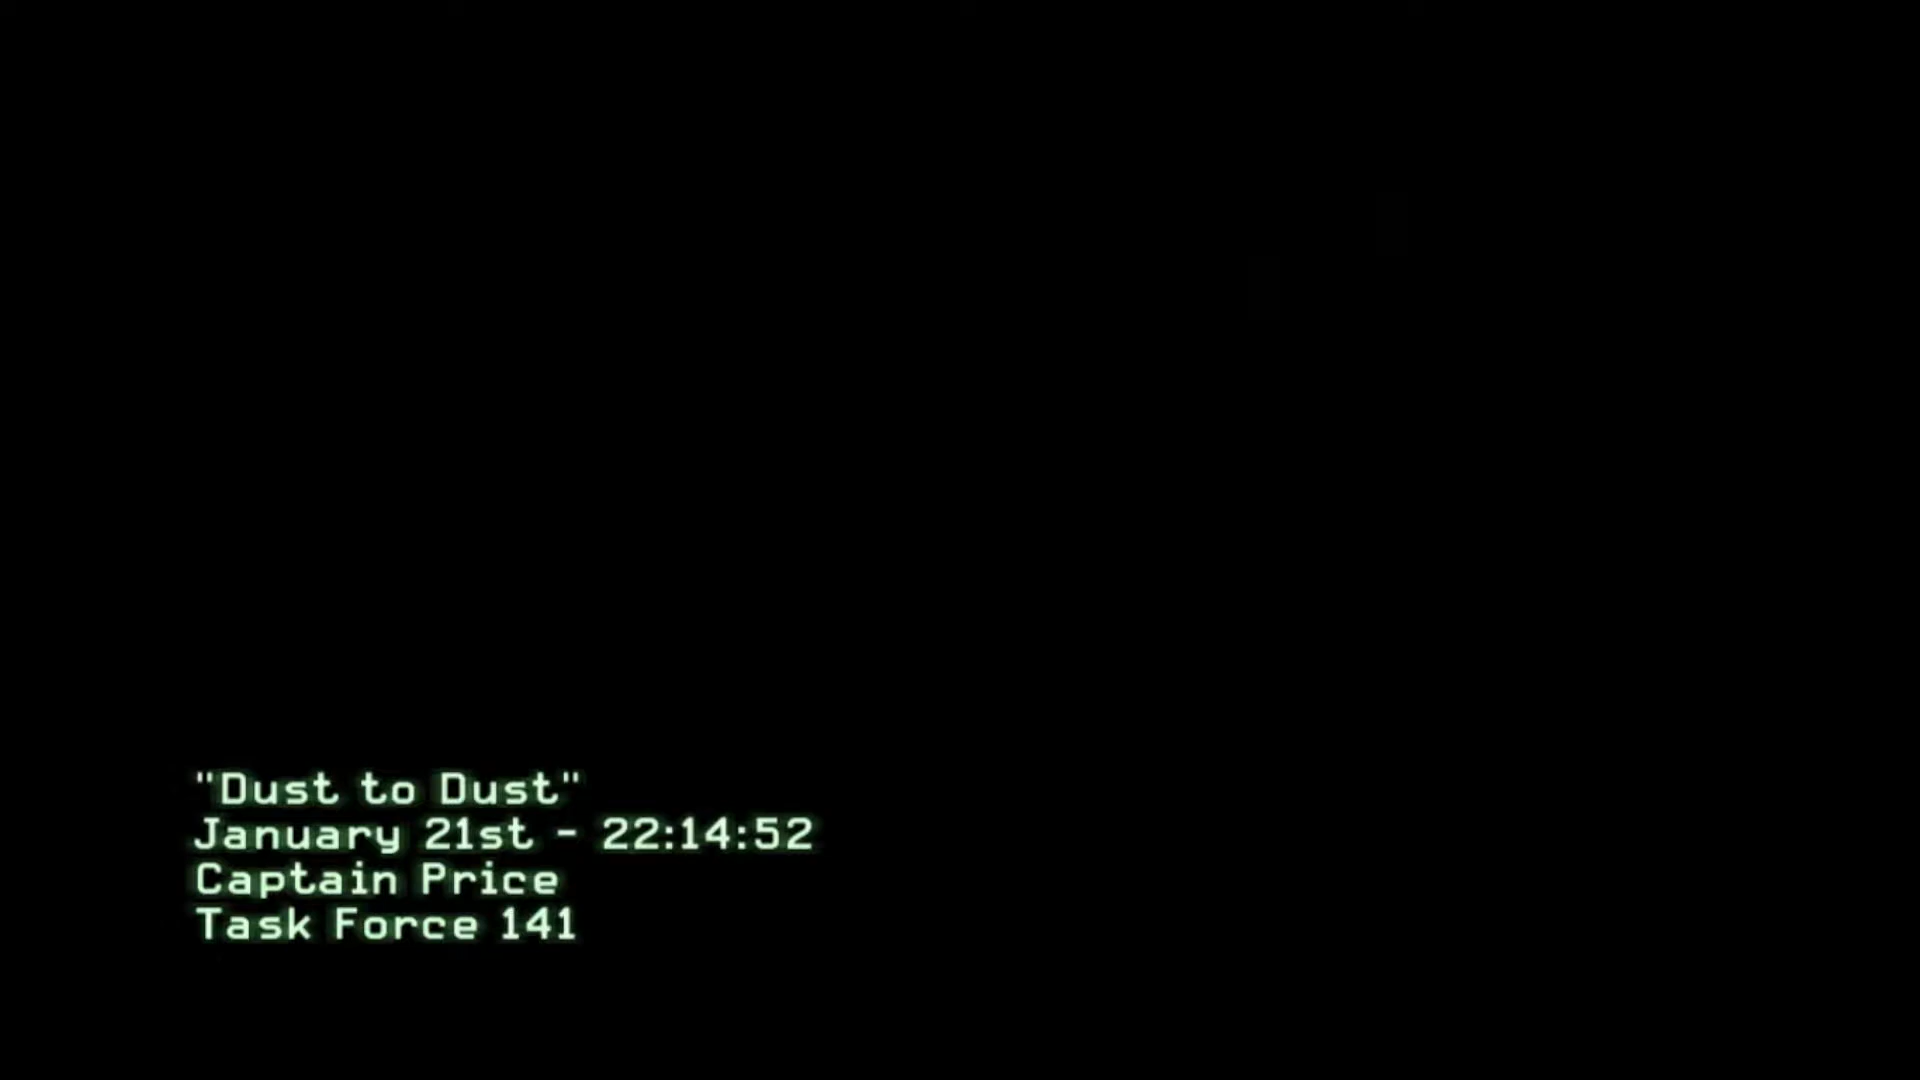 "Dust to Dust"
January 21st - 22:14:52
Captain Price
Task Force 141